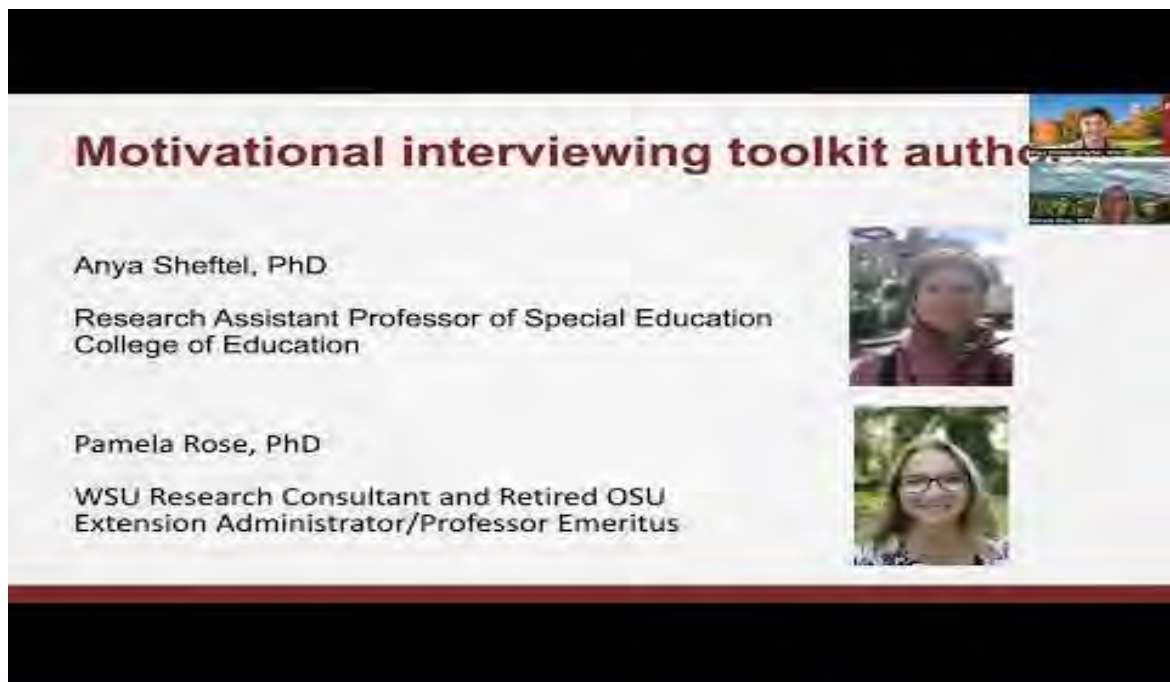 Motivational interviewing toolkit autho
Anya Sheftel, PhD
Research Assistant Professor of Special Education
College of Education
Pamela Rose, PhD
WSU Research Consultant and Retired OSU
Extension Administrator/Professor Emeritus